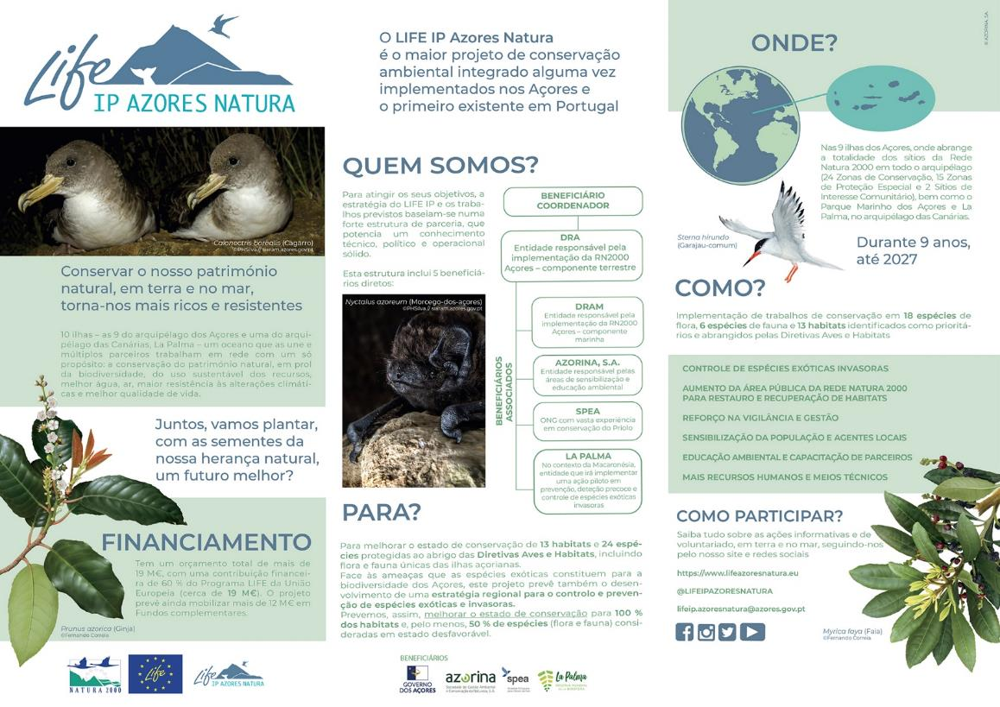 Life
IP AZORES NATURA
Calonectris borealis (Cagarro)
©PHSilva // siaram.azores.gov.pt
Conservar o nosso património
natural, em terra e no mar,
torna-nos mais ricos e resistentes
10 ilhas – as 9 do arquipélago dos Açores e uma do arqui-
pélago das Canárias, La Palma – um oceano que as une e
múltiplos parceiros trabalham em rede com um só
propósito: a conservação do património natural, em prol
da biodiversidade, do uso sustentável dos recursos,
melhor água, ar, maior resistência às alterações climáti-
cas e melhor qualidade de vida.
Juntos, vamos plantar,
com as sementes da
nossa herança natural,
um futuro melhor?
FINANCIAMENTO
Tem um orçamento total de mais de
19 M€, com uma contribuição financei-
ra de 60 % do Programa LIFE da União
Europeia (cerca de 19 M€). O projeto
prevê ainda mobilizar mais de 12 M€ em
Fundos complementares.
Prunus azorica (Ginja)
©Fernando Correia
NATURA 2000
Life
Life IP AZORES NATURA
O LIFE IP Azores Natura
é o maior projeto de conservação
ambiental integrado alguma vez
implementados nos Açores e
o primeiro existente em Portugal
QUEM SOMOS?
Para atingir os seus objetivos, a
estratégia do LIFE IP e os traba-
lhos previstos baseiam-se numa
forte estrutura de parceria, que
potencia um conhecimento
técnico, político e operacional
sólido.
Esta estrutura inclui 5 beneficiá-
rios diretos:
Nyctalus azoreum (Morcego-dos-açores)
©PHSilva // siaram.azores.gov.pt
BENEFICIÁRIO
COORDENADOR
DRA
Entidade responsável pela
implementação da RN2000
Açores – componente terrestre
BENEFICIÁRIOS
ASSOCIADOS
DRAM
Entidade responsável pela
implementação da RN2000
Açores – componente
marinha
AZORINA, S.A.
Entidade responsável pelas
áreas de sensibilização e
educação ambiental
SPEA
ONG com vasta experiência
em conservação do Priolo
LA PALMA
No contexto da Macaronésia,
entidade que irá implementar
uma ação piloto em
prevenção, deteção precoce e
controle de espécies exóticas
invasoras
PARA?
Para melhorar o estado de conservação de 13 habitats e 24 espé-
cies protegidas ao abrigo das Diretivas Aves e Habitats, incluindo
flora e fauna únicas das ilhas açorianas.
Face às ameaças que as espécies exóticas constituem para a
biodiversidade dos Açores, este projeto prevê também o desen-
volvimento de uma estratégia regional para o controlo e preven-
ção de espécies exóticas e invasoras.
Prevemos, assim, melhorar o estado de conservação para 100 %
dos habitats e, pelo menos, 50 % de espécies (flora e fauna) consi-
deradas em estado desfavorável.
BENEFICIÁRIOS
GOVERNO
DOS AÇORES
azorina
spea
La Palma
© AZORINA, SA
ONDE?
Nas 9 ilhas dos Açores, onde abrange
a totalidade dos sítios da Rede
Natura 2000 em todo o arquipélago
(24 Zonas de Conservação, 15 Zonas
de Proteção Especial e 2 Sítios de
Interesse Comunitário), bem como o
Parque Marinho dos Açores e La
Palma, no arquipélago das Canárias.
Sterna hirundo
(Garajau-comum)
Durante 9 anos,
até 2027
COMO?
Implementação de trabalhos de conservação em 18 espécies de
flora, 6 espécies de fauna e 13 habitats identificados como prioritá-
rios e abrangidos pelas Diretivas Aves e Habitats
CONTROLE DE ESPÉCIES EXÓTICAS INVASORAS
AUMENTO DA ÁREA PÚBLICA DA REDE NATURA 2000
PARA RESTAURO E RECUPERAÇÃO DE HABITATS
REFORÇO NA VIGILÂNCIA E GESTÃO
SENSIBILIZAÇÃO DA POPULAÇÃO E AGENTES LOCAIS
EDUCAÇÃO AMBIENTAL E CAPACITAÇÃO DE PARCEIROS
MAIS RECURSOS HUMANOS E MEIOS TÉCNICOS
COMO PARTICIPAR?
Saiba tudo sobre as ações informativas e de
voluntariado, em terra e no mar, seguindo-nos
pelo nosso site e redes sociais
https://www.lifeazoresnatura.eu
@LIFEIPAZORESNATURA
lifeip.azoresnatura@azores.gov.pt
Myrica faya (Faia)
©Fernando Correia